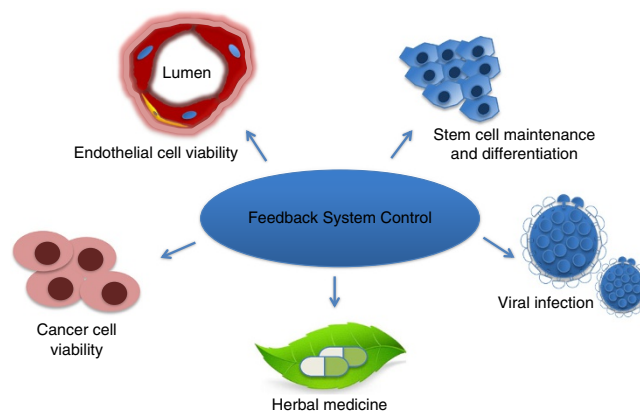 Lumen
Endothelial cell viability
Stem cell maintenance
and differentiation
Feedback System Control
Viral infection
Cancer cell
viability
Herbal medicine